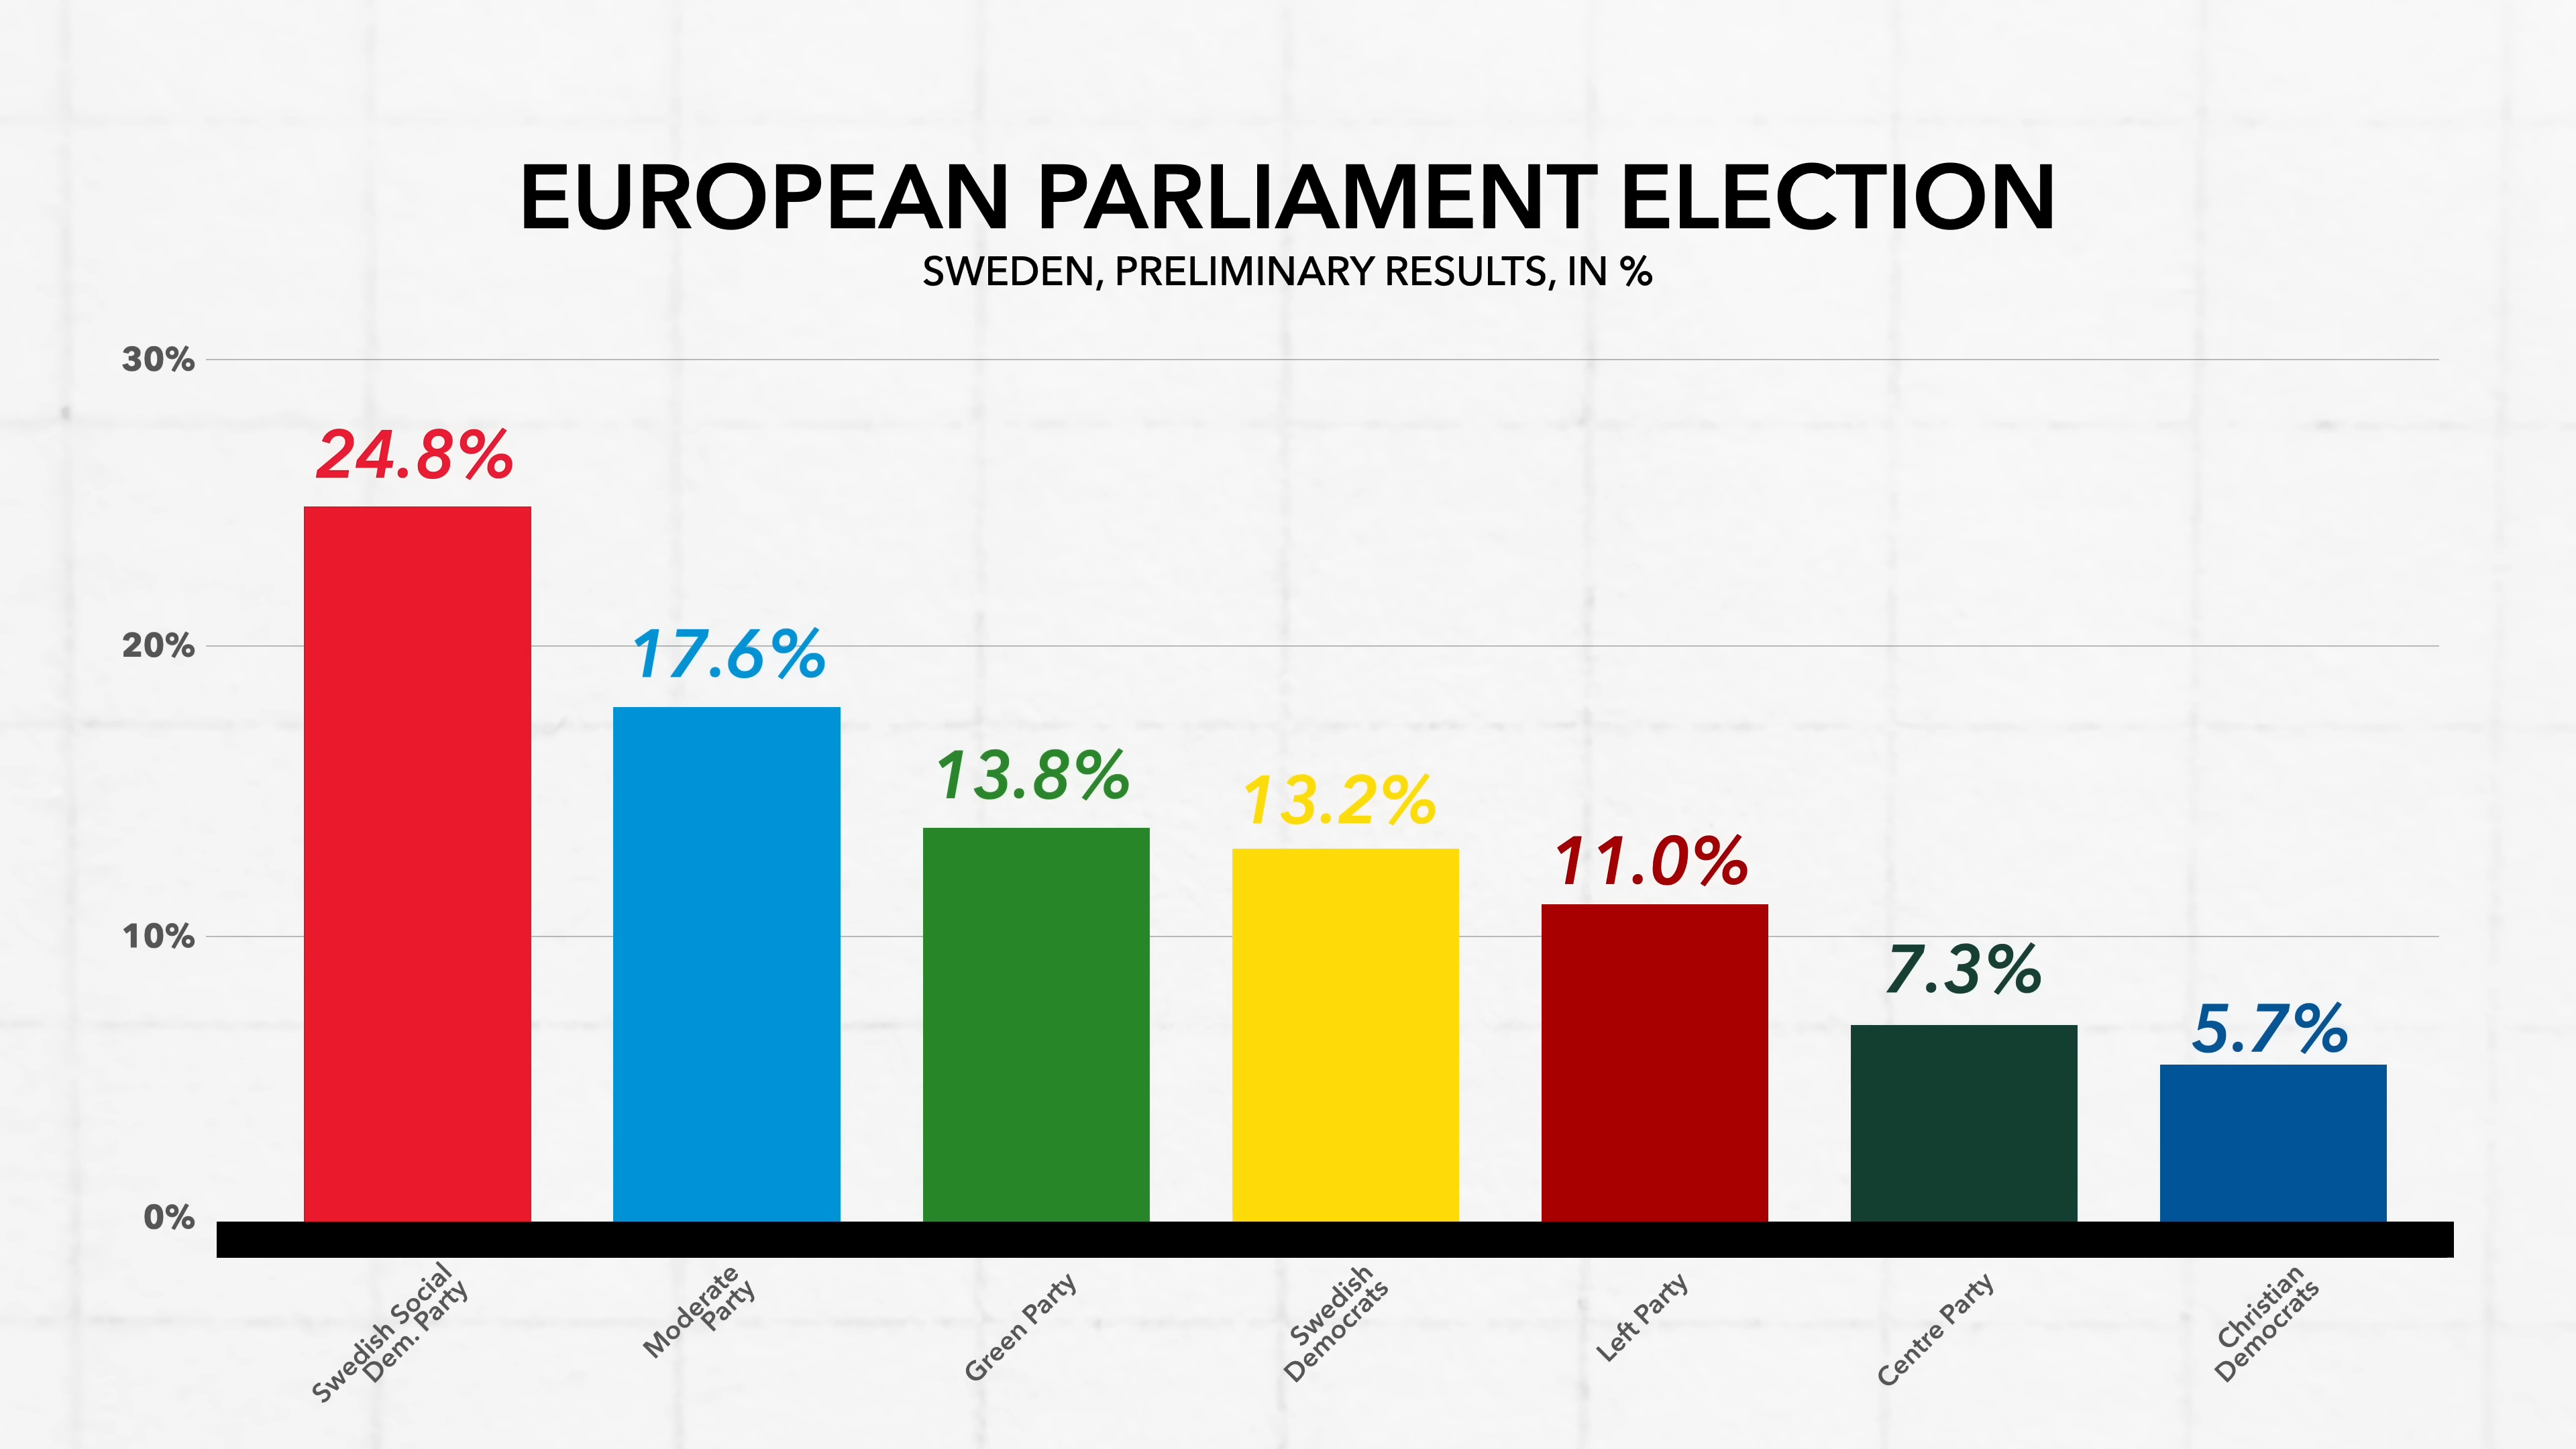 EUROPEAN PARLIAMENT ELECTION
SWEDEN, PRELIMINARY RESULTS, IN %
30%
24.8%
20%
17.6%
13.8%
13.2%
11.0%
10%
7.3%
5.7%
0%
Swedish Social
Dem. Party
Moderate
Party
Green Party
Swedish
Democrats
Left Party
Centre Party
Christian
Democrats